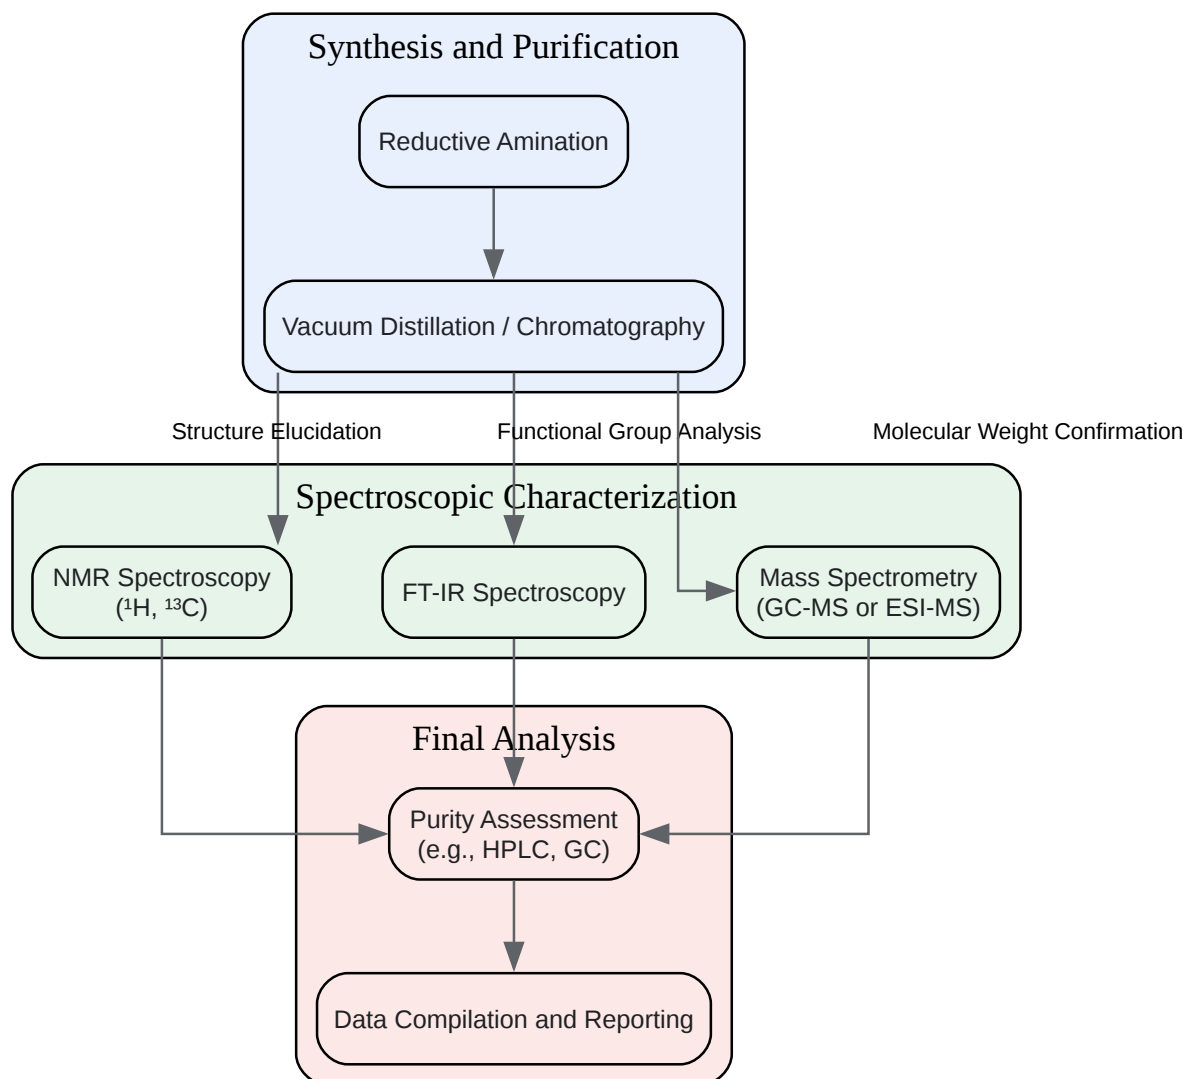 Synthesis and Purification
Reductive Amination
Vacuum Distillation / Chromatography
Structure Elucidation
Functional Group Analysis
Molecular Weight Confirmation
Spectroscopic Characterization
NMR Spectroscopy
(¹H, ¹³C)
FT-IR Spectroscopy
Mass Spectrometry
(GC-MS or ESI-MS)
Final Analysis
Purity Assessment
(e.g., HPLC, GC)
Data Compilation and Reporting